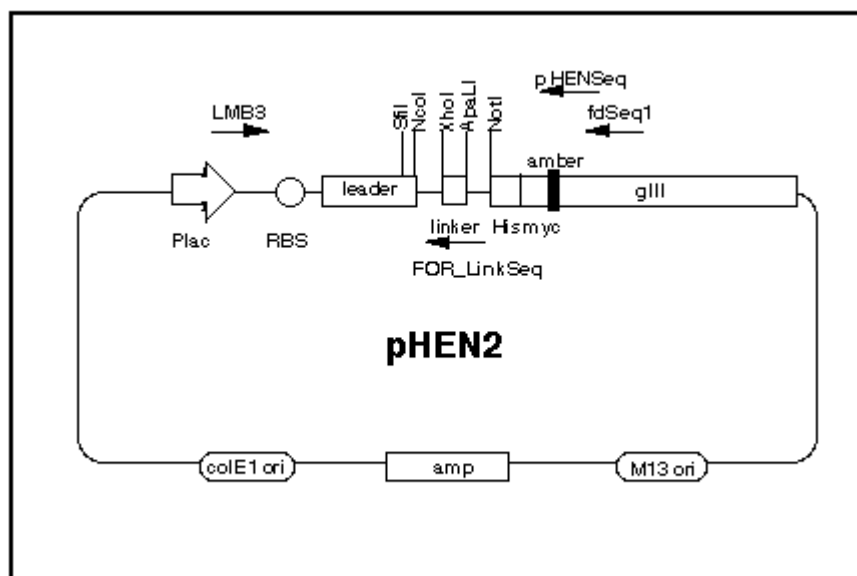 pHENSeq
LMB3
SfiI
NcoI
XhoI
ApaLI
NotI
fdSeq1
amber
leader
gIII
Plac
RBS
linker
Hismyc
FOR_LinkSeq
pHEN2
colE1 ori
amp
M13 ori